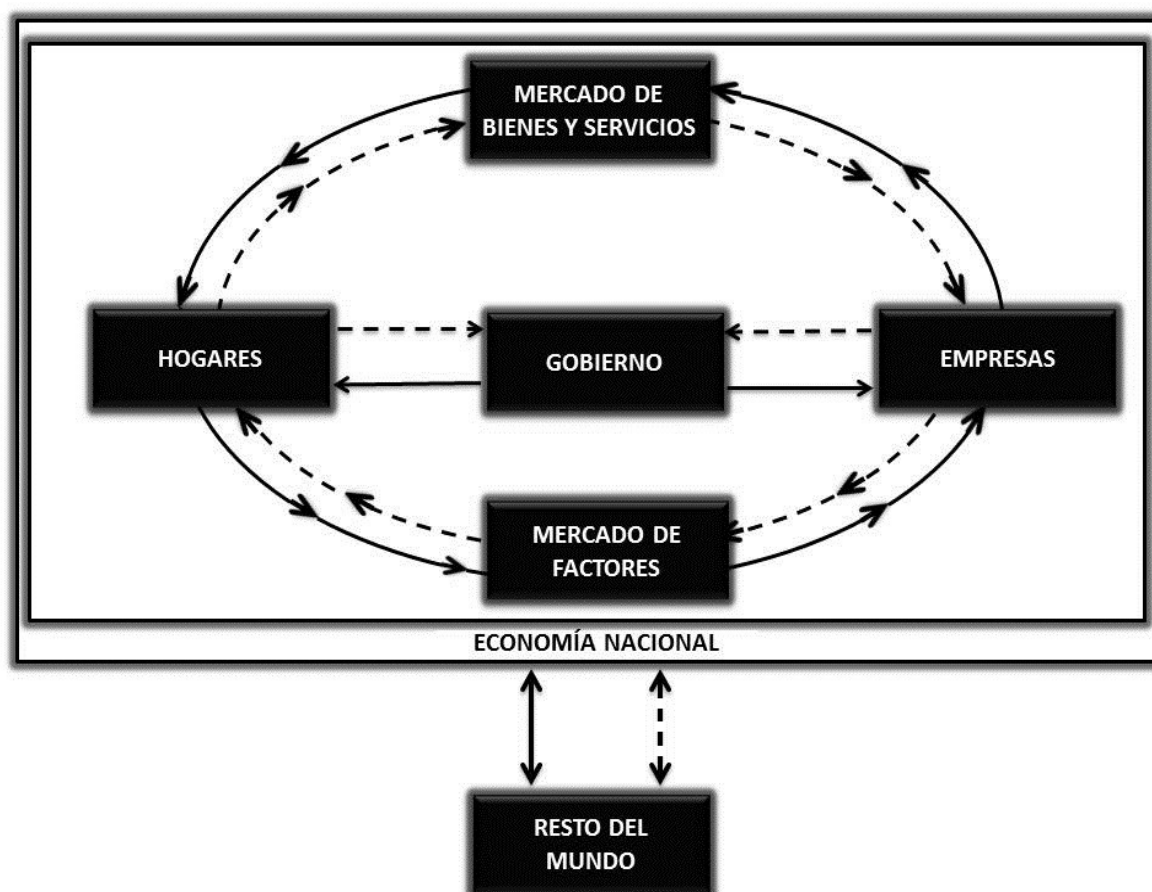 MERCADO DE
BIENES Y SERVICIOS
HOGARES
GOBIERNO
EMPRESAS
MERCADO DE
FACTORES
ECONOMÍA NACIONAL
RESTO DEL
MUNDO